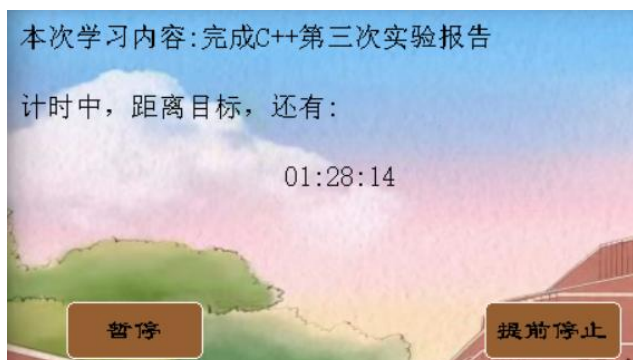 本次学习内容:完成C++第三次实验报告
计时中，距离目标，还有:
01:28:14
暂停
提前停止